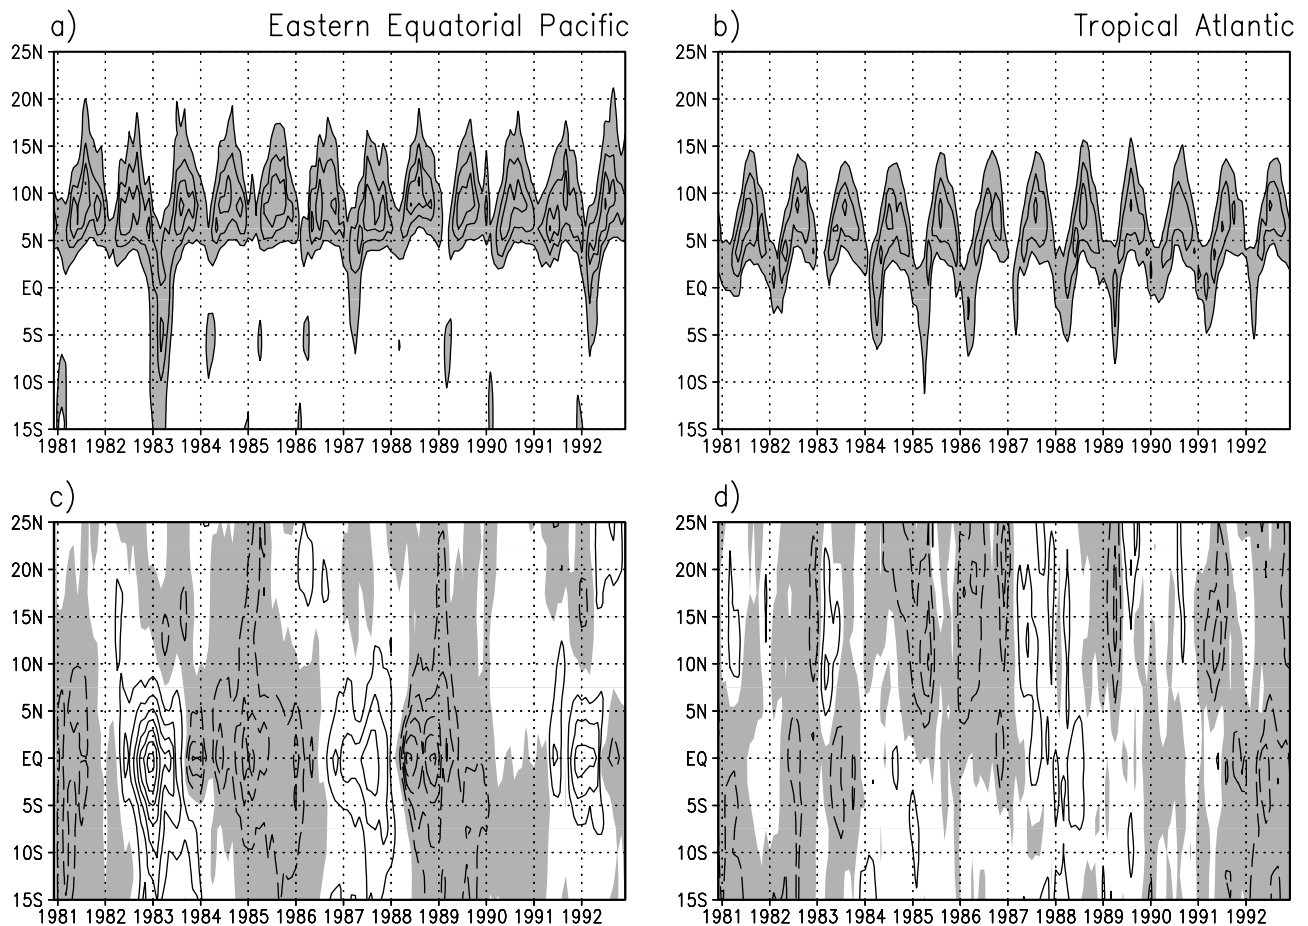 a) Eastern Equatorial Pacific
25N
20N
15N
10N
5N
EQ
5S
10S
15S
1981 1982 1983 1984 1985 1986 1987 1988 1989 1990 1991 1992
b) Tropical Atlantic
25N
20N
15N
10N
5N
EQ
5S
10S
15S
1981 1982 1983 1984 1985 1986 1987 1988 1989 1990 1991 1992
c)
25N
20N
15N
10N
5N
EQ
5S
10S
15S
1981 1982 1983 1984 1985 1986 1987 1988 1989 1990 1991 1992
d)
25N
20N
15N
10N
5N
EQ
5S
10S
15S
1981 1982 1983 1984 1985 1986 1987 1988 1989 1990 1991 1992